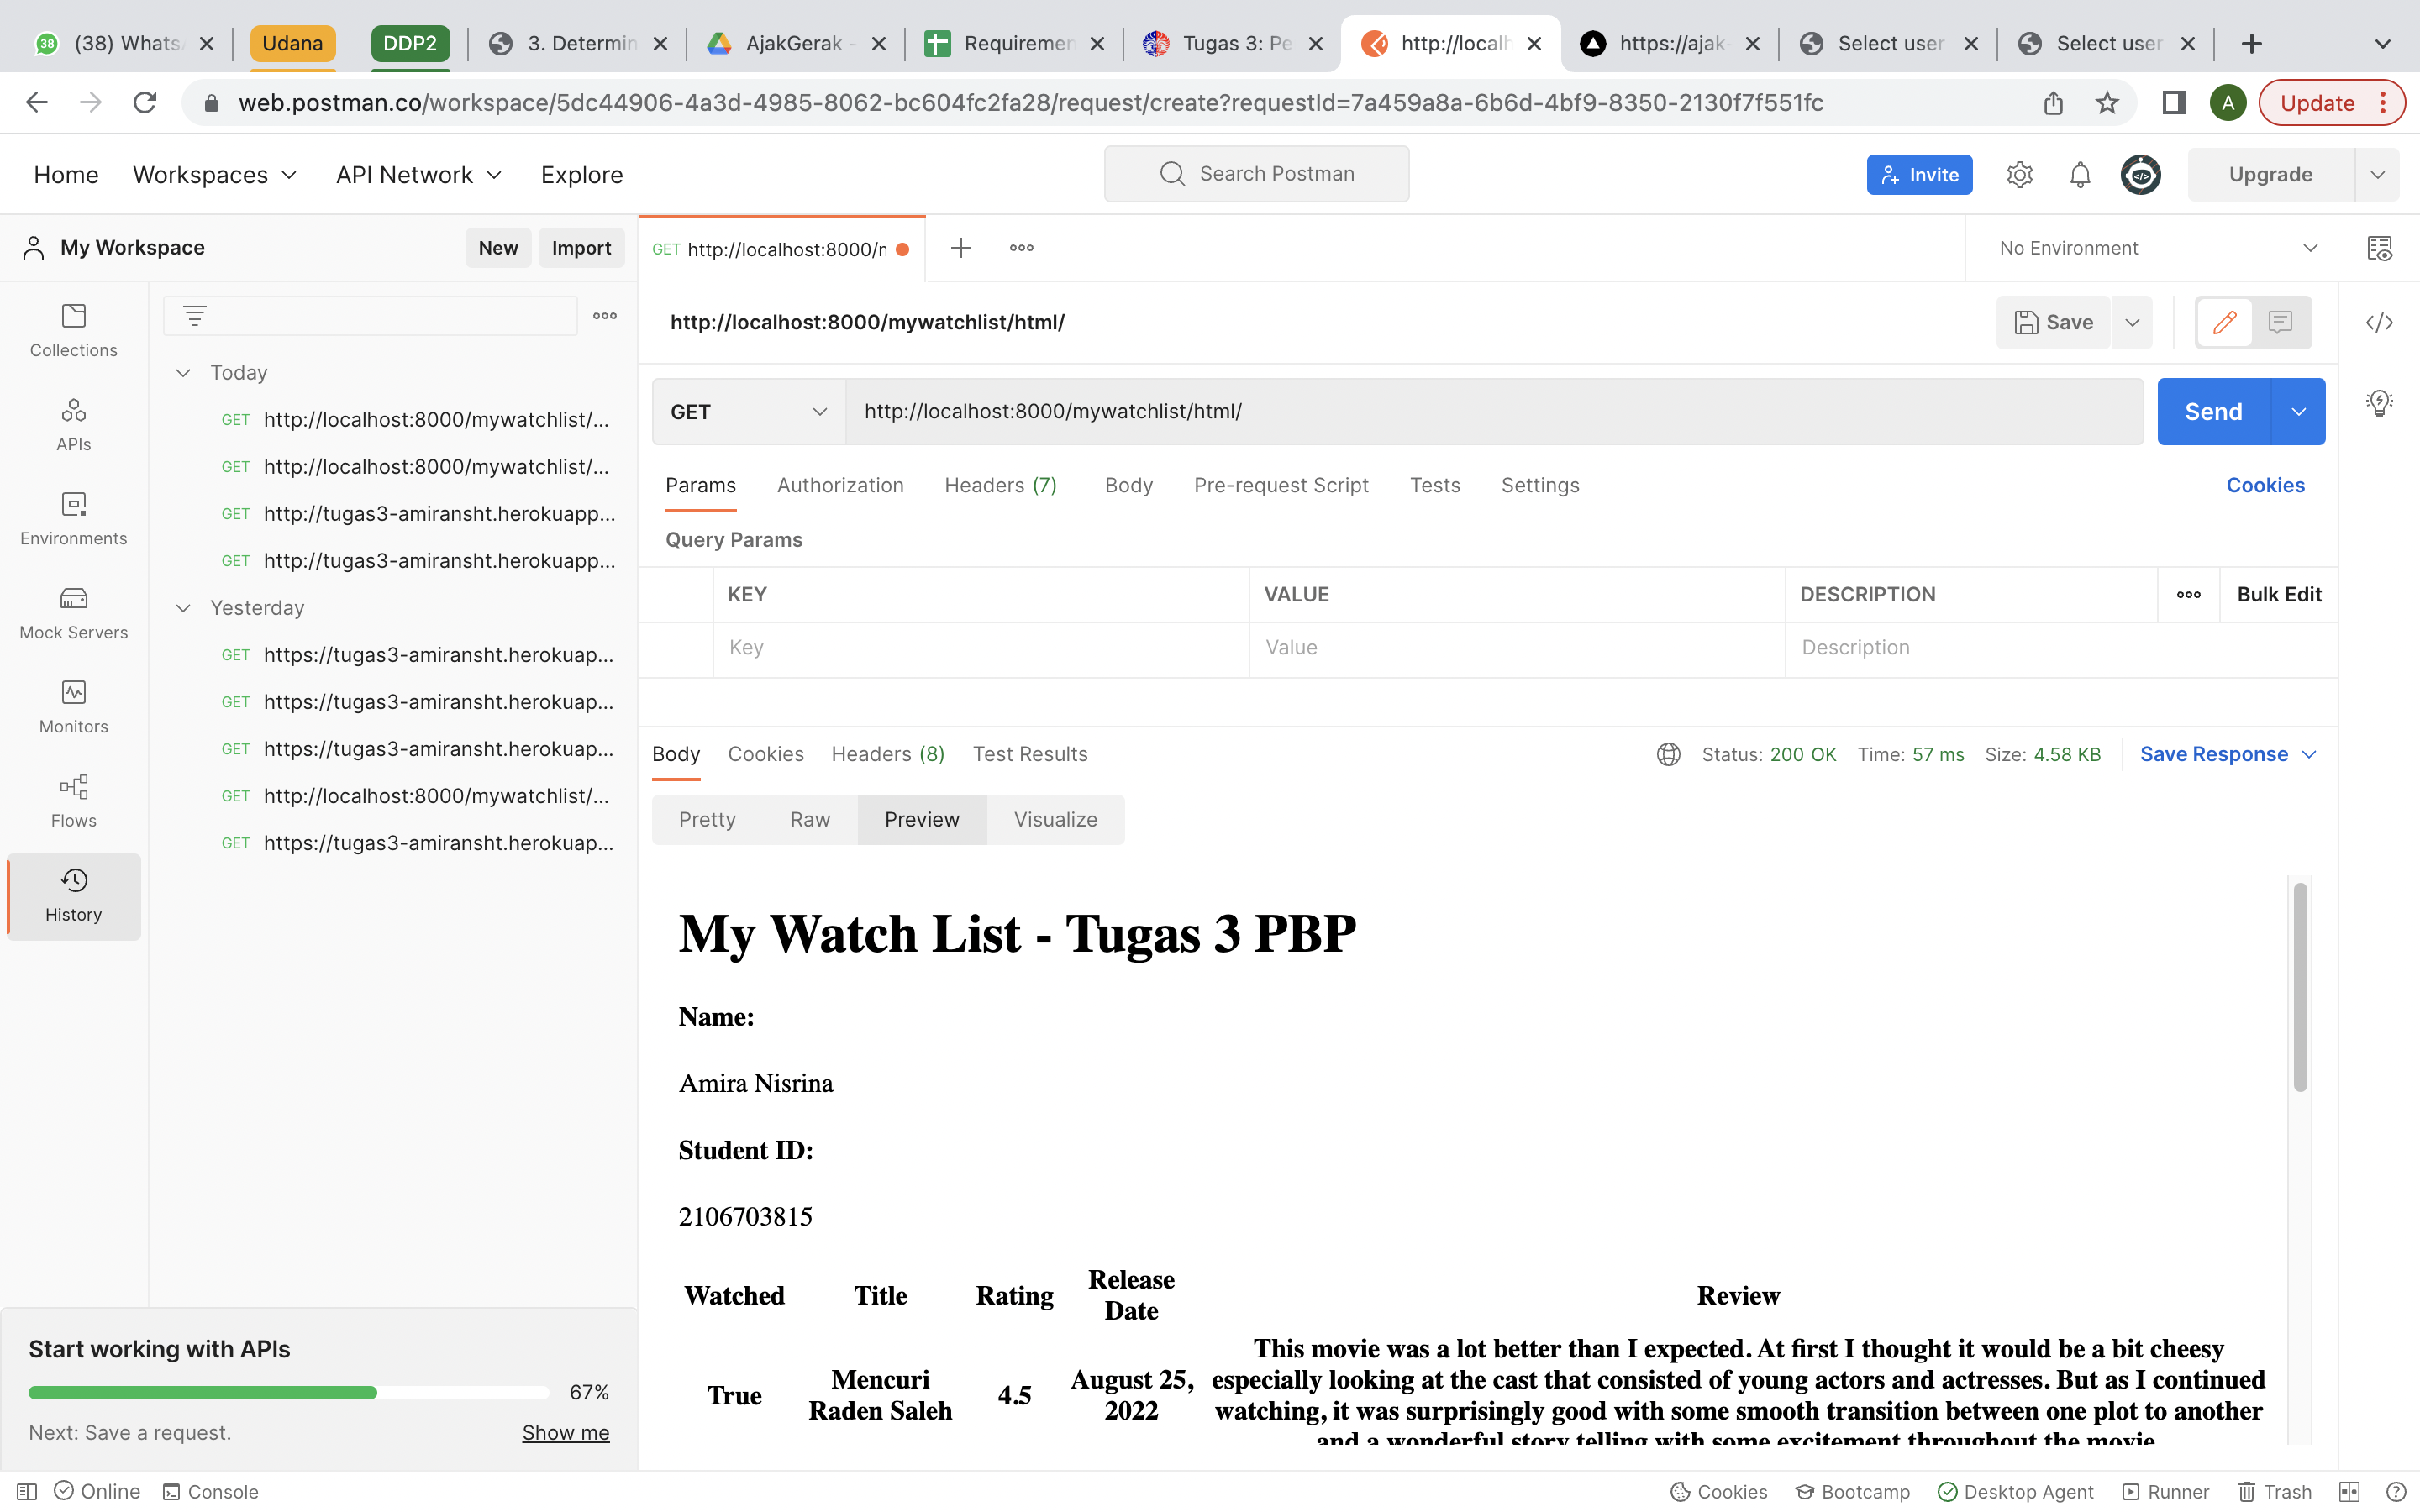 38 (38) Whats
Udana
DDP2
3. Determin
AjakGerak -
Requiremen
Tugas 3: Pe
http://localh
https://ajak-
Select user
Select user
web.postman.co/workspace/5dc44906-4a3d-4985-8062-bc604fc2fa28/request/create?requestId=7a459a8a-6b6d-4bf9-8350-2130f7f551fc
A
Update
Home
Workspaces
API Network
Explore
Search Postman
Invite
Upgrade
My Workspace
New
Import
GET http://localhost:8000/r
No Environment
Collections
APIs
Environments
Mock Servers
Monitors
Flows
History
Today
GET http://localhost:8000/mywatchlist/...
GET http://localhost:8000/mywatchlist/...
GET http://tugas3-amiransht.herokuapp...
GET http://tugas3-amiransht.herokuapp...
Yesterday
GET https://tugas3-amiransht.herokuap...
GET https://tugas3-amiransht.herokuap...
GET https://tugas3-amiransht.herokuap...
GET http://localhost:8000/mywatchlist/...
GET https://tugas3-amiransht.herokuap...
http://localhost:8000/mywatchlist/html/
Save
GET
http://localhost:8000/mywatchlist/html/
Send
Params
Authorization
Headers (7)
Body
Pre-request Script
Tests
Settings
Cookies
Query Params
KEY
VALUE
DESCRIPTION
Bulk Edit
Key
Value
Description
Body
Cookies
Headers (8)
Test Results
Status: 200 OK
Time: 57 ms
Size: 4.58 KB
Save Response
Pretty
Raw
Preview
Visualize
My Watch List - Tugas 3 PBP
Name:
Amira Nisrina
Student ID:
2106703815
Watched
Title
Rating
Release
Date
Review
True
Mencuri
Raden Saleh
4.5
August 25,
2022
This movie was a lot better than I expected. At first I thought it would be a bit cheesy
especially looking at the cast that consisted of young actors and actresses. But as I continued
watching, it was surprisingly good with some smooth transition between one plot to another
and a wonderful story telling with some excitement throughout the movie
Start working with APIs
67%
Next: Save a request.
Show me
Online
Console
Cookies
Bootcamp
Desktop Agent
Runner
Trash